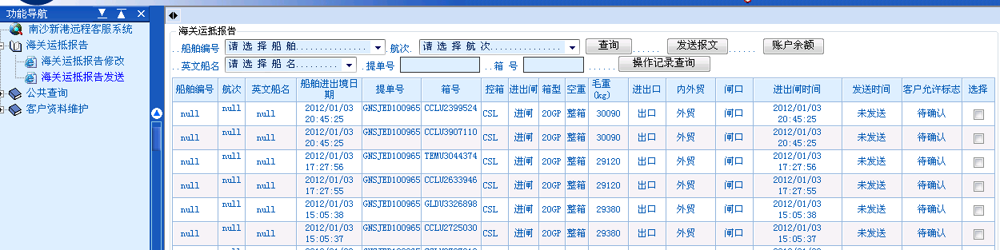 功能导航
南沙新港远程客服系统
海关运抵报告
海关运抵报告修改
海关运抵报告发送
公共查询
客户资料维护
海关运抵报告
..船舶编号 请 选 择 船 舶.............. .航次. 请 选 择 航 次............... 查询 ...... 发送报文 ...... 账户余额
..英文船名 请 选 择 船 名........ .提单号 ..箱 号 ...... 操作记录查询
船舶编号 航次 英文船名 船舶进出境日期 提单号 箱号 控箱 进出闸 箱型 空重 毛重(kg) 进出口 内外贸 闸口 进出闸时间 发送时间 客户允许标志 选择
null null null 2012/01/03 20:45:25 GNSJED100965 CCLU2399524 CSL 进闸 20GP 整箱 30090 出口 外贸 闸口 2012/01/03 20:45:25 未发送 待确认
null null null 2012/01/03 20:45:25 GNSJED100965 CCLU3907110 CSL 进闸 20GP 整箱 30090 出口 外贸 闸口 2012/01/03 20:45:25 未发送 待确认
null null null 2012/01/03 17:27:56 GNSJED100965 TEMU3044374 CSL 进闸 20GP 整箱 29120 出口 外贸 闸口 2012/01/03 17:27:56 未发送 待确认
null null null 2012/01/03 17:27:55 GNSJED100965 CCLU2633946 CSL 进闸 20GP 整箱 29120 出口 外贸 闸口 2012/01/03 17:27:55 未发送 待确认
null null null 2012/01/03 15:05:38 GNSJED100965 GLDU3326898 CSL 进闸 20GP 整箱 29380 出口 外贸 闸口 2012/01/03 15:05:38 未发送 待确认
null null null 2012/01/03 15:05:37 GNSJED100965 CCLU2725030 CSL 进闸 20GP 整箱 29380 出口 外贸 闸口 2012/01/03 15:05:37 未发送 待确认